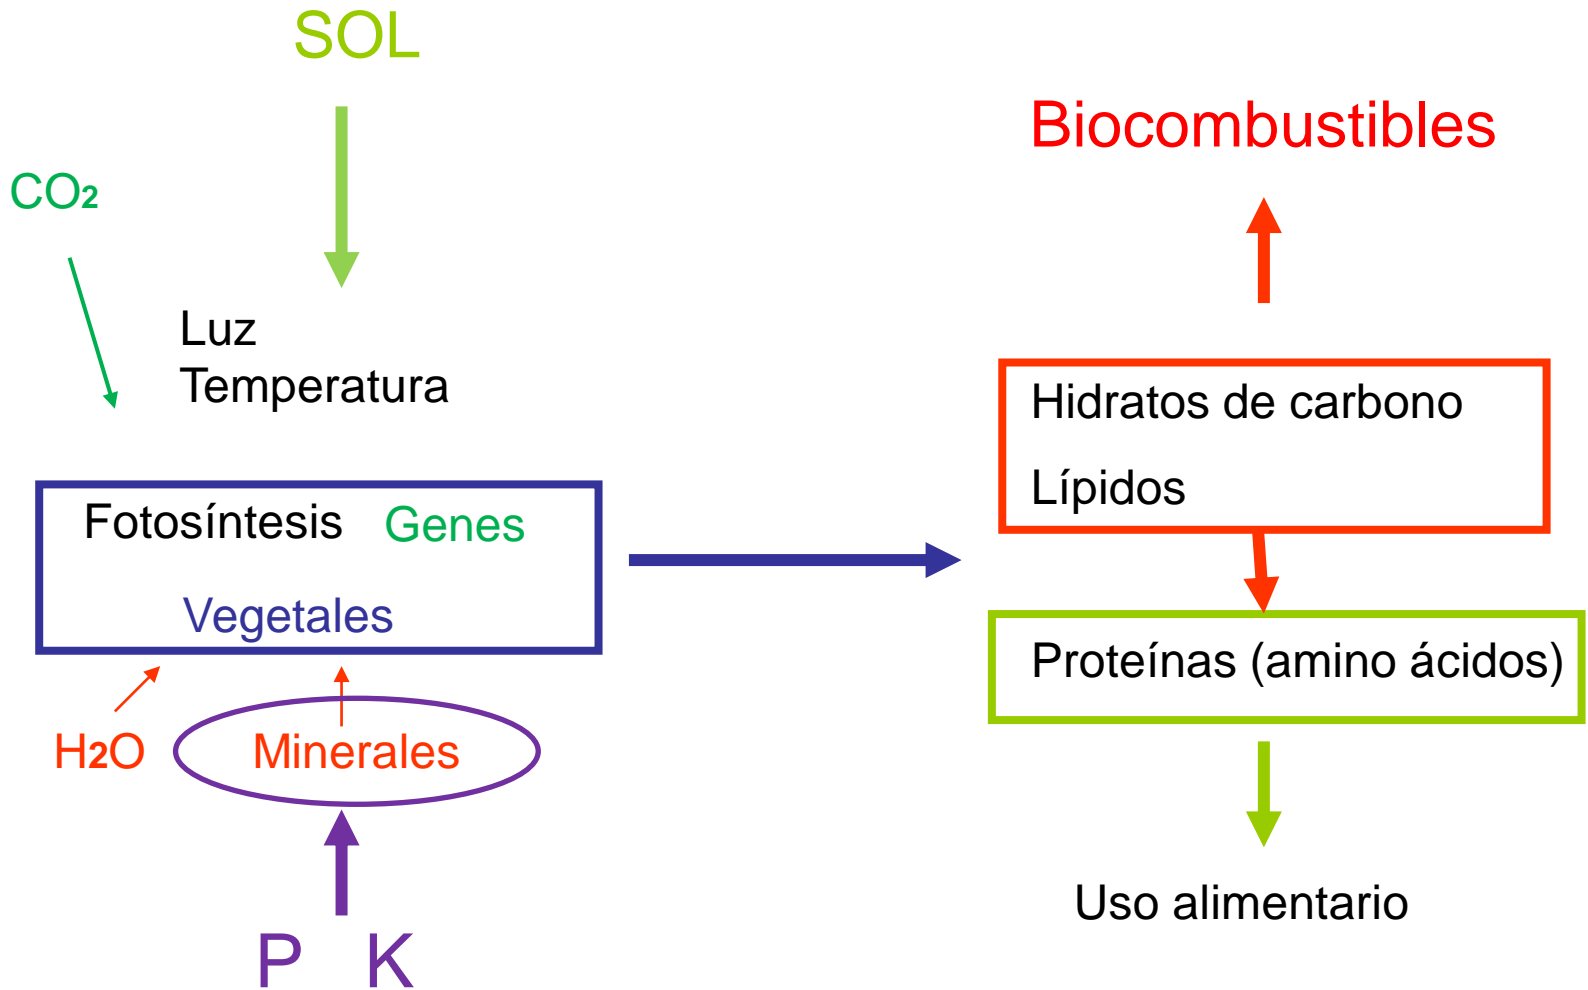 SOL
CO2
Luz
Temperatura
Fotosíntesis Genes
Vegetales
H2O
Minerales
P K
Biocombustibles
Hidratos de carbono
Lípidos
Proteínas (amino ácidos)
Uso alimentario